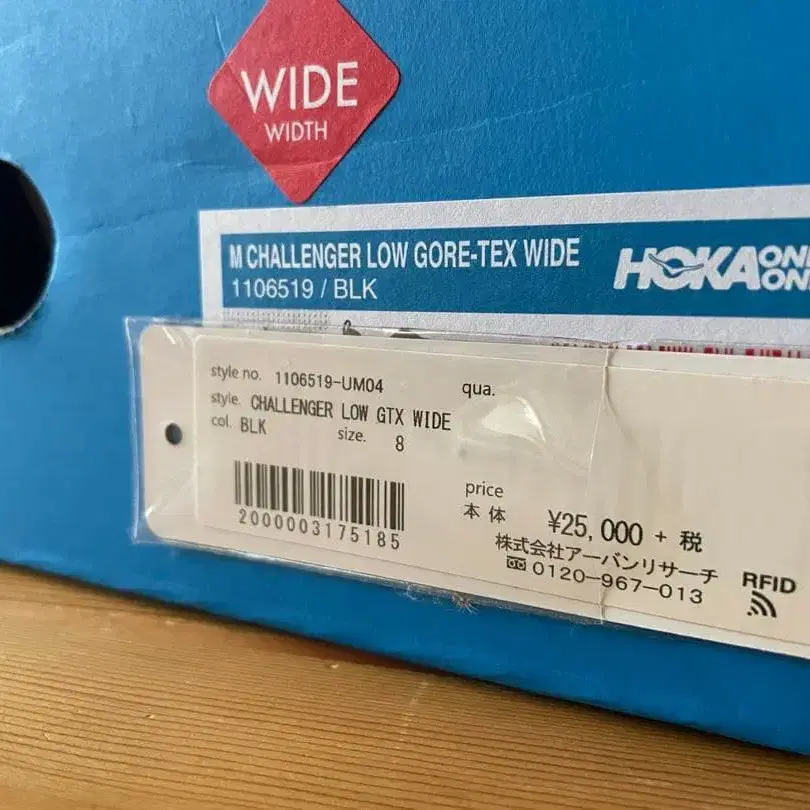 WIDE
WIDTH
M CHALLENGER LOW GORE-TEX WIDE
1106519 / BLK
HOKA ONE ONE
style no. 1106519-UM04
qua.
style. CHALLENGER LOW GTX WIDE
col. BLK size. 8
2000003175185
price
本体 ¥25,000 + 税
株式会社アーバンリサーチ
0120-967-013
RFID